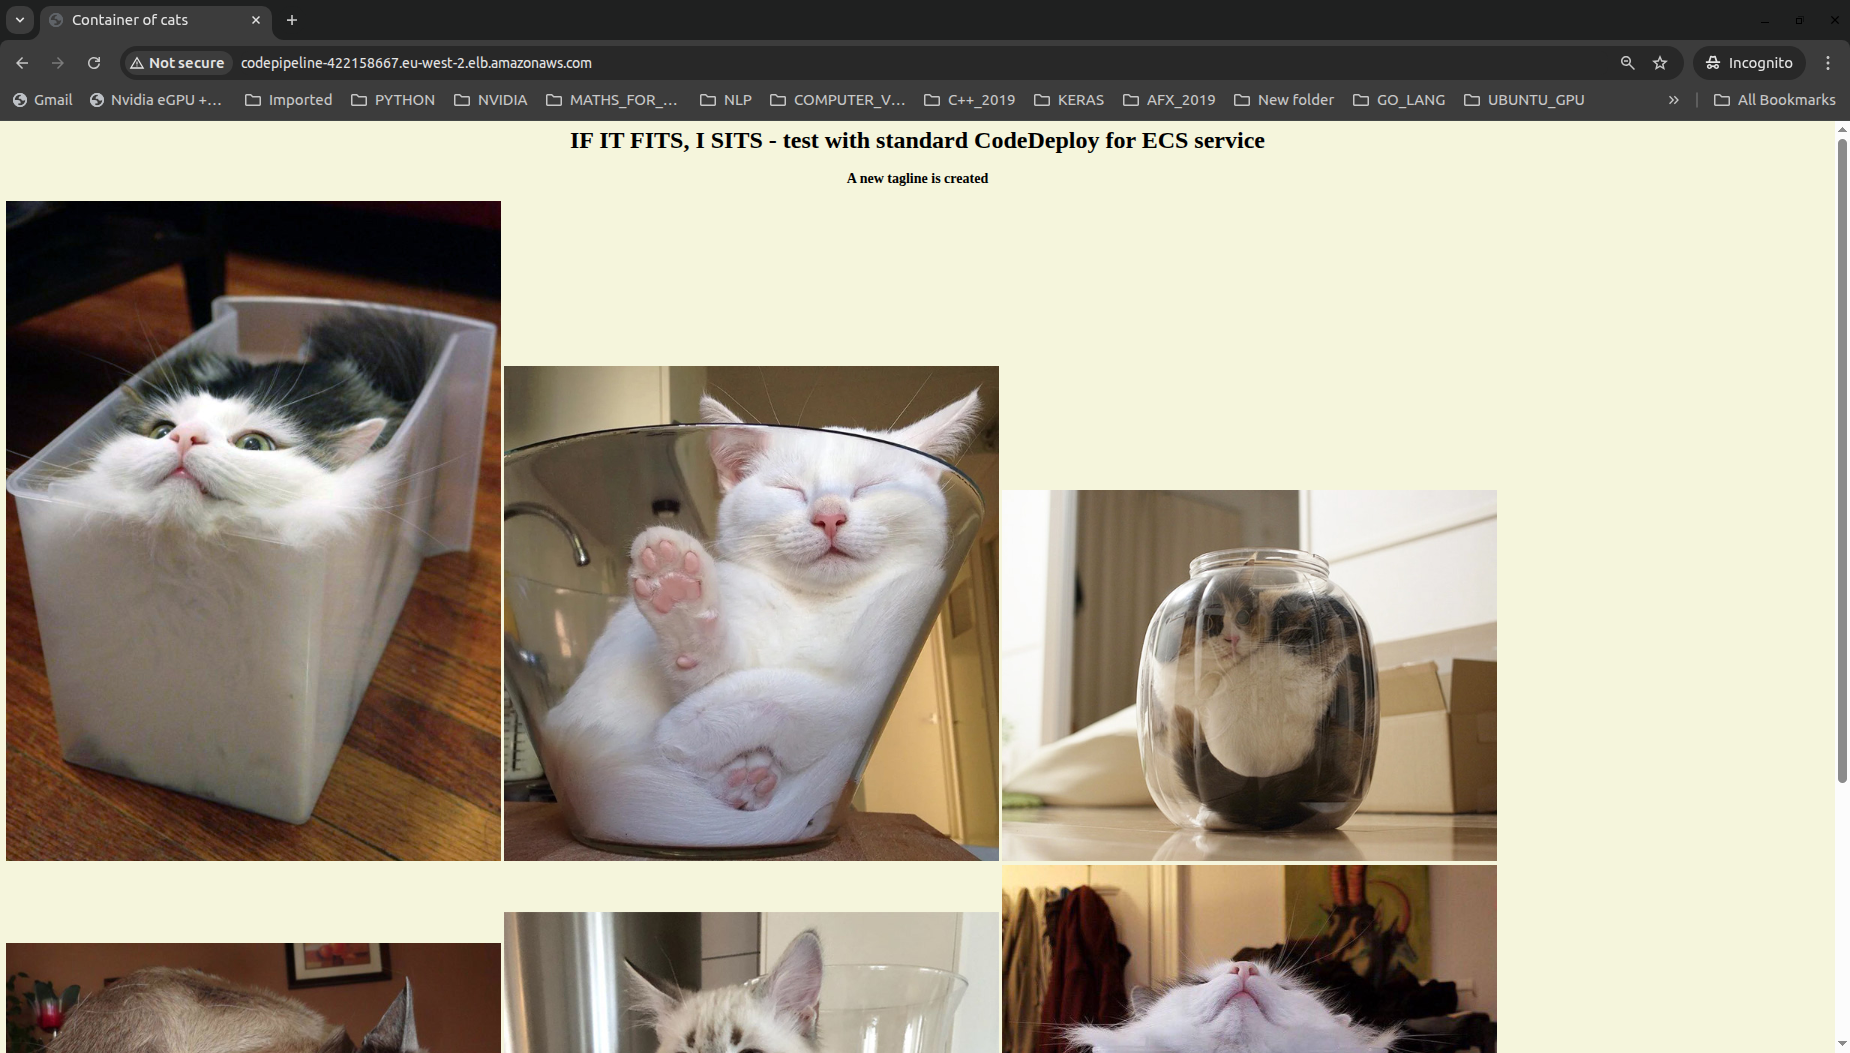 Container of cats
Not secure codepipeline-422158667.eu-west-2.elb.amazonaws.com Incognito
Gmail Nvidia eGPU +... Imported PYTHON NVIDIA MATHS_FOR_... NLP COMPUTER_V... C++_2019 KERAS AFX_2019 New folder GO_LANG UBUNTU_GPU » All Bookmarks
IF IT FITS, I SITS - test with standard CodeDeploy for ECS service
A new tagline is created